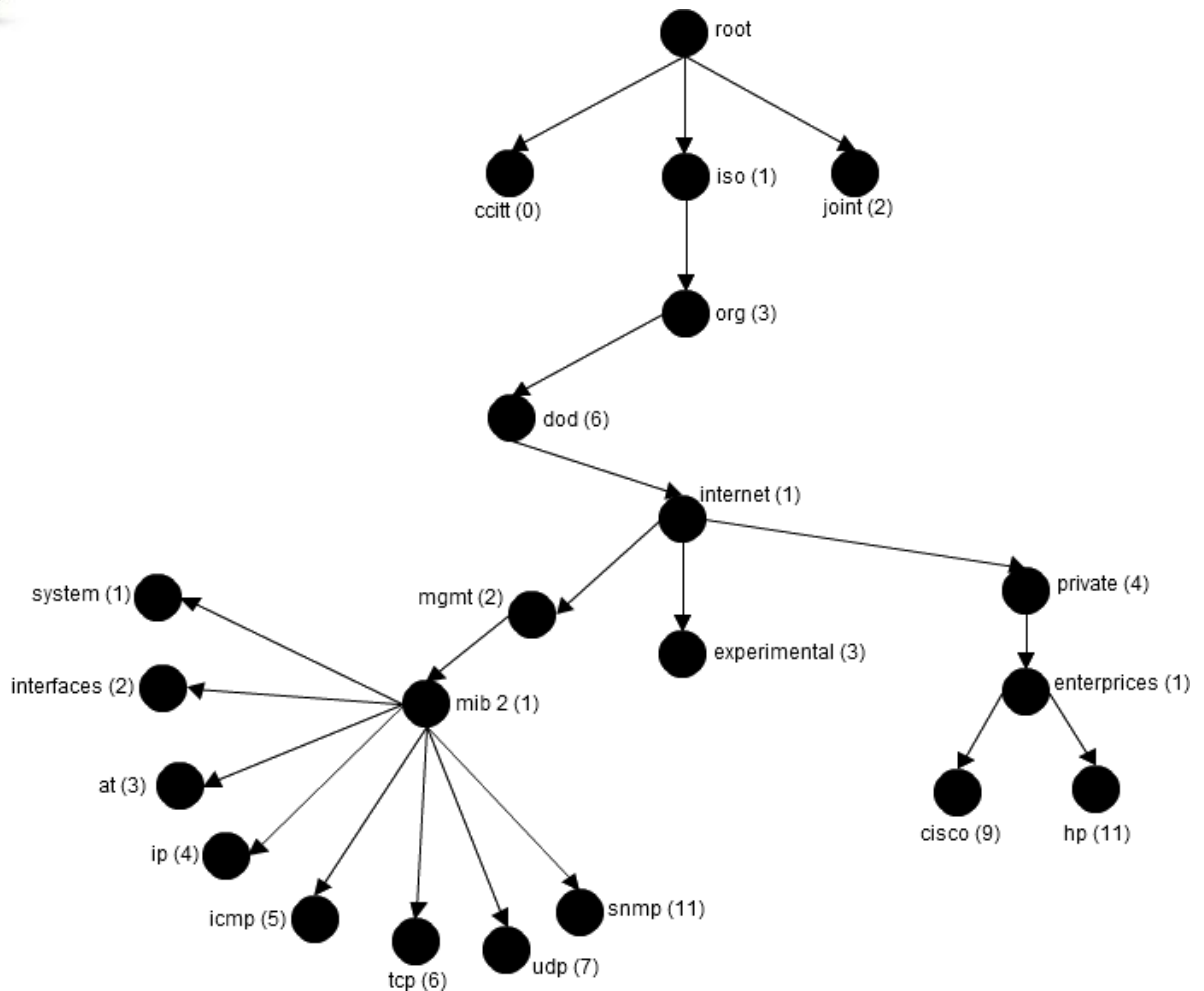 root
ccitt (0)
iso (1)
joint (2)
org (3)
dod (6)
internet (1)
mgmt (2)
experimental (3)
private (4)
system (1)
interfaces (2)
at (3)
ip (4)
icmp (5)
tcp (6)
udp (7)
snmp (11)
mib 2 (1)
enterprices (1)
cisco (9)
hp (11)